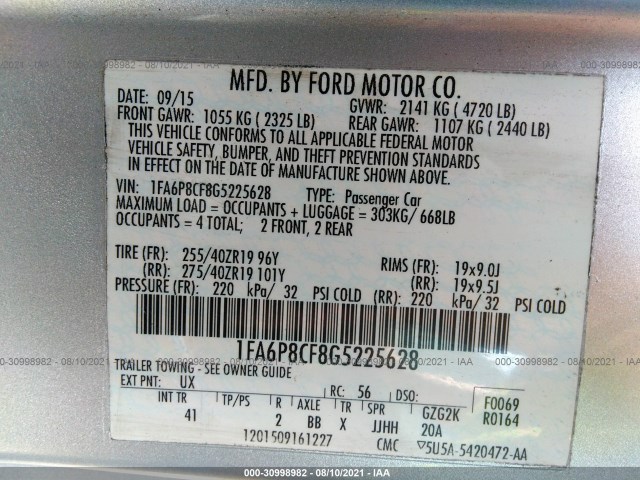 000-30998982 - 08/10/2021 - IAA
MFD. BY FORD MOTOR CO.
DATE: 09/15 GVWR: 2141 KG ( 4720 LB)
FRONT GAWR: 1055 KG ( 2325 LB) REAR GAWR: 1107 KG ( 2440 LB)
THIS VEHICLE CONFORMS TO ALL APPLICABLE FEDERAL MOTOR
VEHICLE SAFETY, BUMPER, AND THEFT PREVENTION STANDARDS
IN EFFECT ON THE DATE OF MANUFACTURE SHOWN ABOVE.
VIN: 1FA6P8CF8G5225628 TYPE: Passenger Car
MAXIMUM LOAD = OCCUPANTS + LUGGAGE = 303KG/ 668LB
OCCUPANTS = 4 TOTAL; 2 FRONT, 2 REAR
TIRE (FR): 255/40ZR19 96Y RIMS (FR): 19x9.0J
(RR): 275/40ZR19 101Y (RR): 19x9.5J
PRESSURE (FR): 220 kPa/ 32 PSI COLD (RR): 220 kPa/ 32 PSI COLD
1FA6P8CF8G5225628
TRAILER TOWING - SEE OWNER GUIDE
EXT PNT: UX RC: 56 DSO: F0069
INT TR TP/PS R AXLE TR SPR GZG2K R0164
41 2 BB X JJHH 20A
1201509161227 CMC ▽5U5A-5420472-AA
000-30998982 - 08/10/2021 - IAA
000-30998982 - 08/10/2021 - IAA
000-30998982 - 08/10/2021 - IAA
000-30998982 - 08/10/2021 - IAA